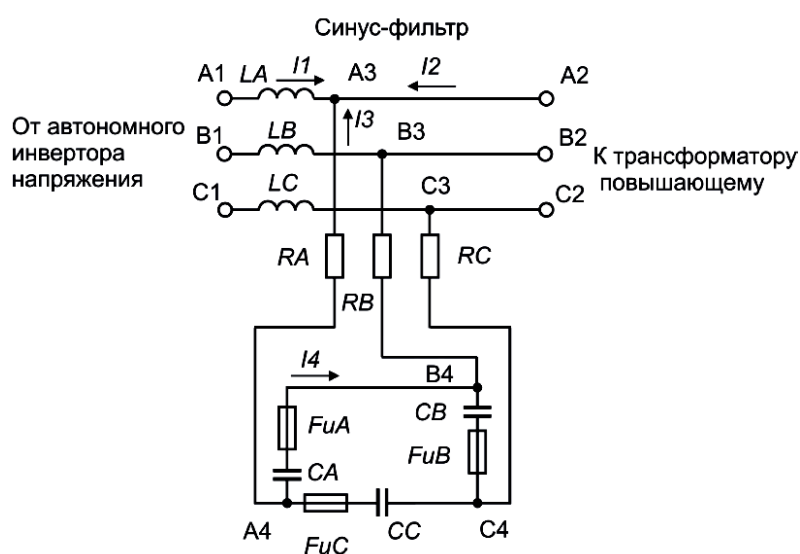 Синус-фильтр
A1 LA I1 A3 I2 A2
От автономного
инвертора
напряжения
B1 LB I3 B3 B2
К трансформатору
повышающему
C1 LC C3 C2
RA RB RC
I4 B4
FuA CB
CA FuB
A4 FuC CC C4